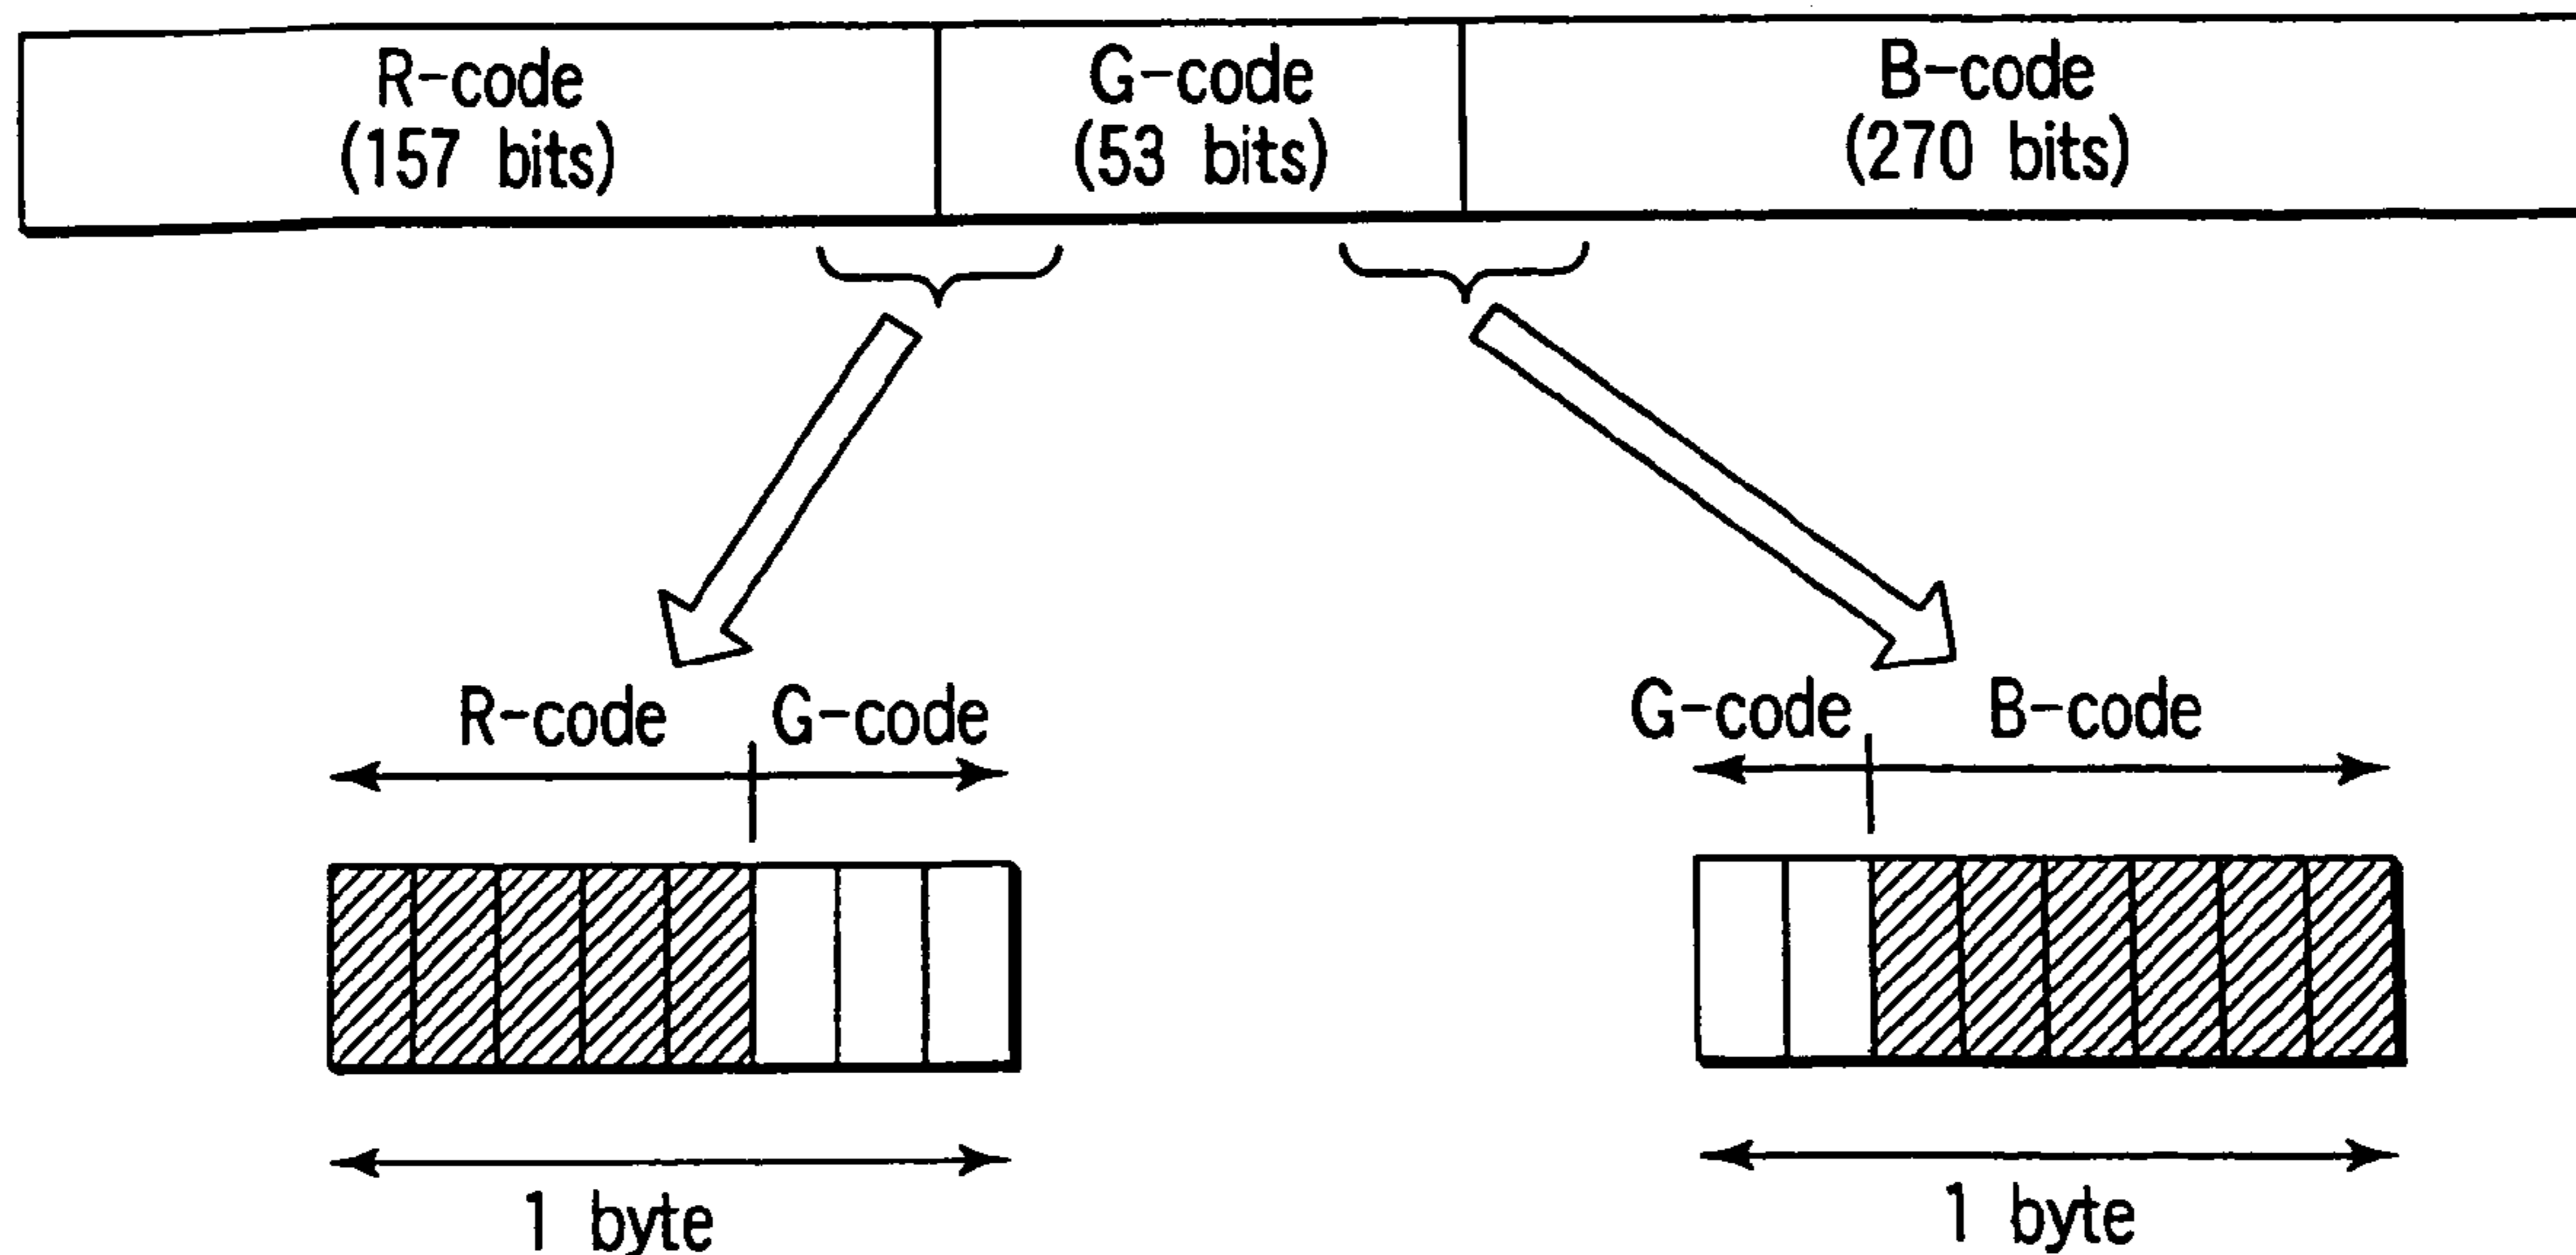 R-code
(157 bits)
G-code
(53 bits)
B-code
(270 bits)
R-code
G-code
G-code
B-code
1 byte
1 byte